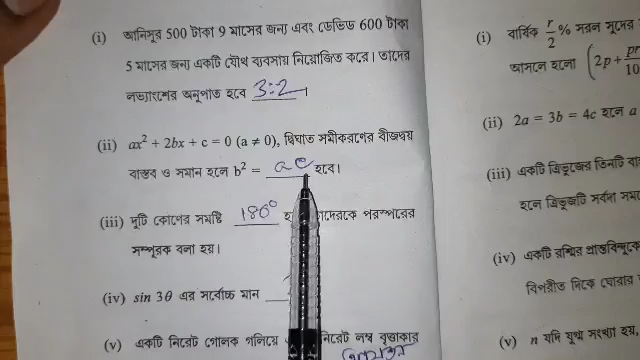 (i) আনিসুর 500 টাকা 9 মাসের জন্য এবং ডেভিড 600 টাকা
5 মাসের জন্য একটি যৌথ ব্যবসায় নিয়োজিত করে। তাদের
লভ্যাংশের অনুপাত হবে 3:2 ।
(ii) ax² + 2bx + c = 0 (a ≠ 0), দ্বিঘাত সমীকরণের বীজদ্বয়
বাস্তব ও সমান হলে b² = ac হবে।
(iii) দুটি কোণের সমষ্টি 180° তাদেরকে পরস্পরের
সম্পূরক বলা হয়।
(iv) sin 3θ এর সর্বোচ্চ মান
(v) একটি নিরেট গোলক গলিয়ে নিরেট লম্ব বৃত্তাকার
(i) বার্ষিক r/2 % সরল সুদের
আসলে হলো (2p + pr/10
(ii) 2a = 3b = 4c হলে a
(iii) একটি ত্রিভুজের তিনটি বা
হলে ত্রিভুজটি সর্বদা সম
(iv) একটি রশ্মির প্রান্তবিন্দুকে
বিপরীত দিকে ঘোরার
(v) n যদি যুগ্ম সংখ্যা হয়,